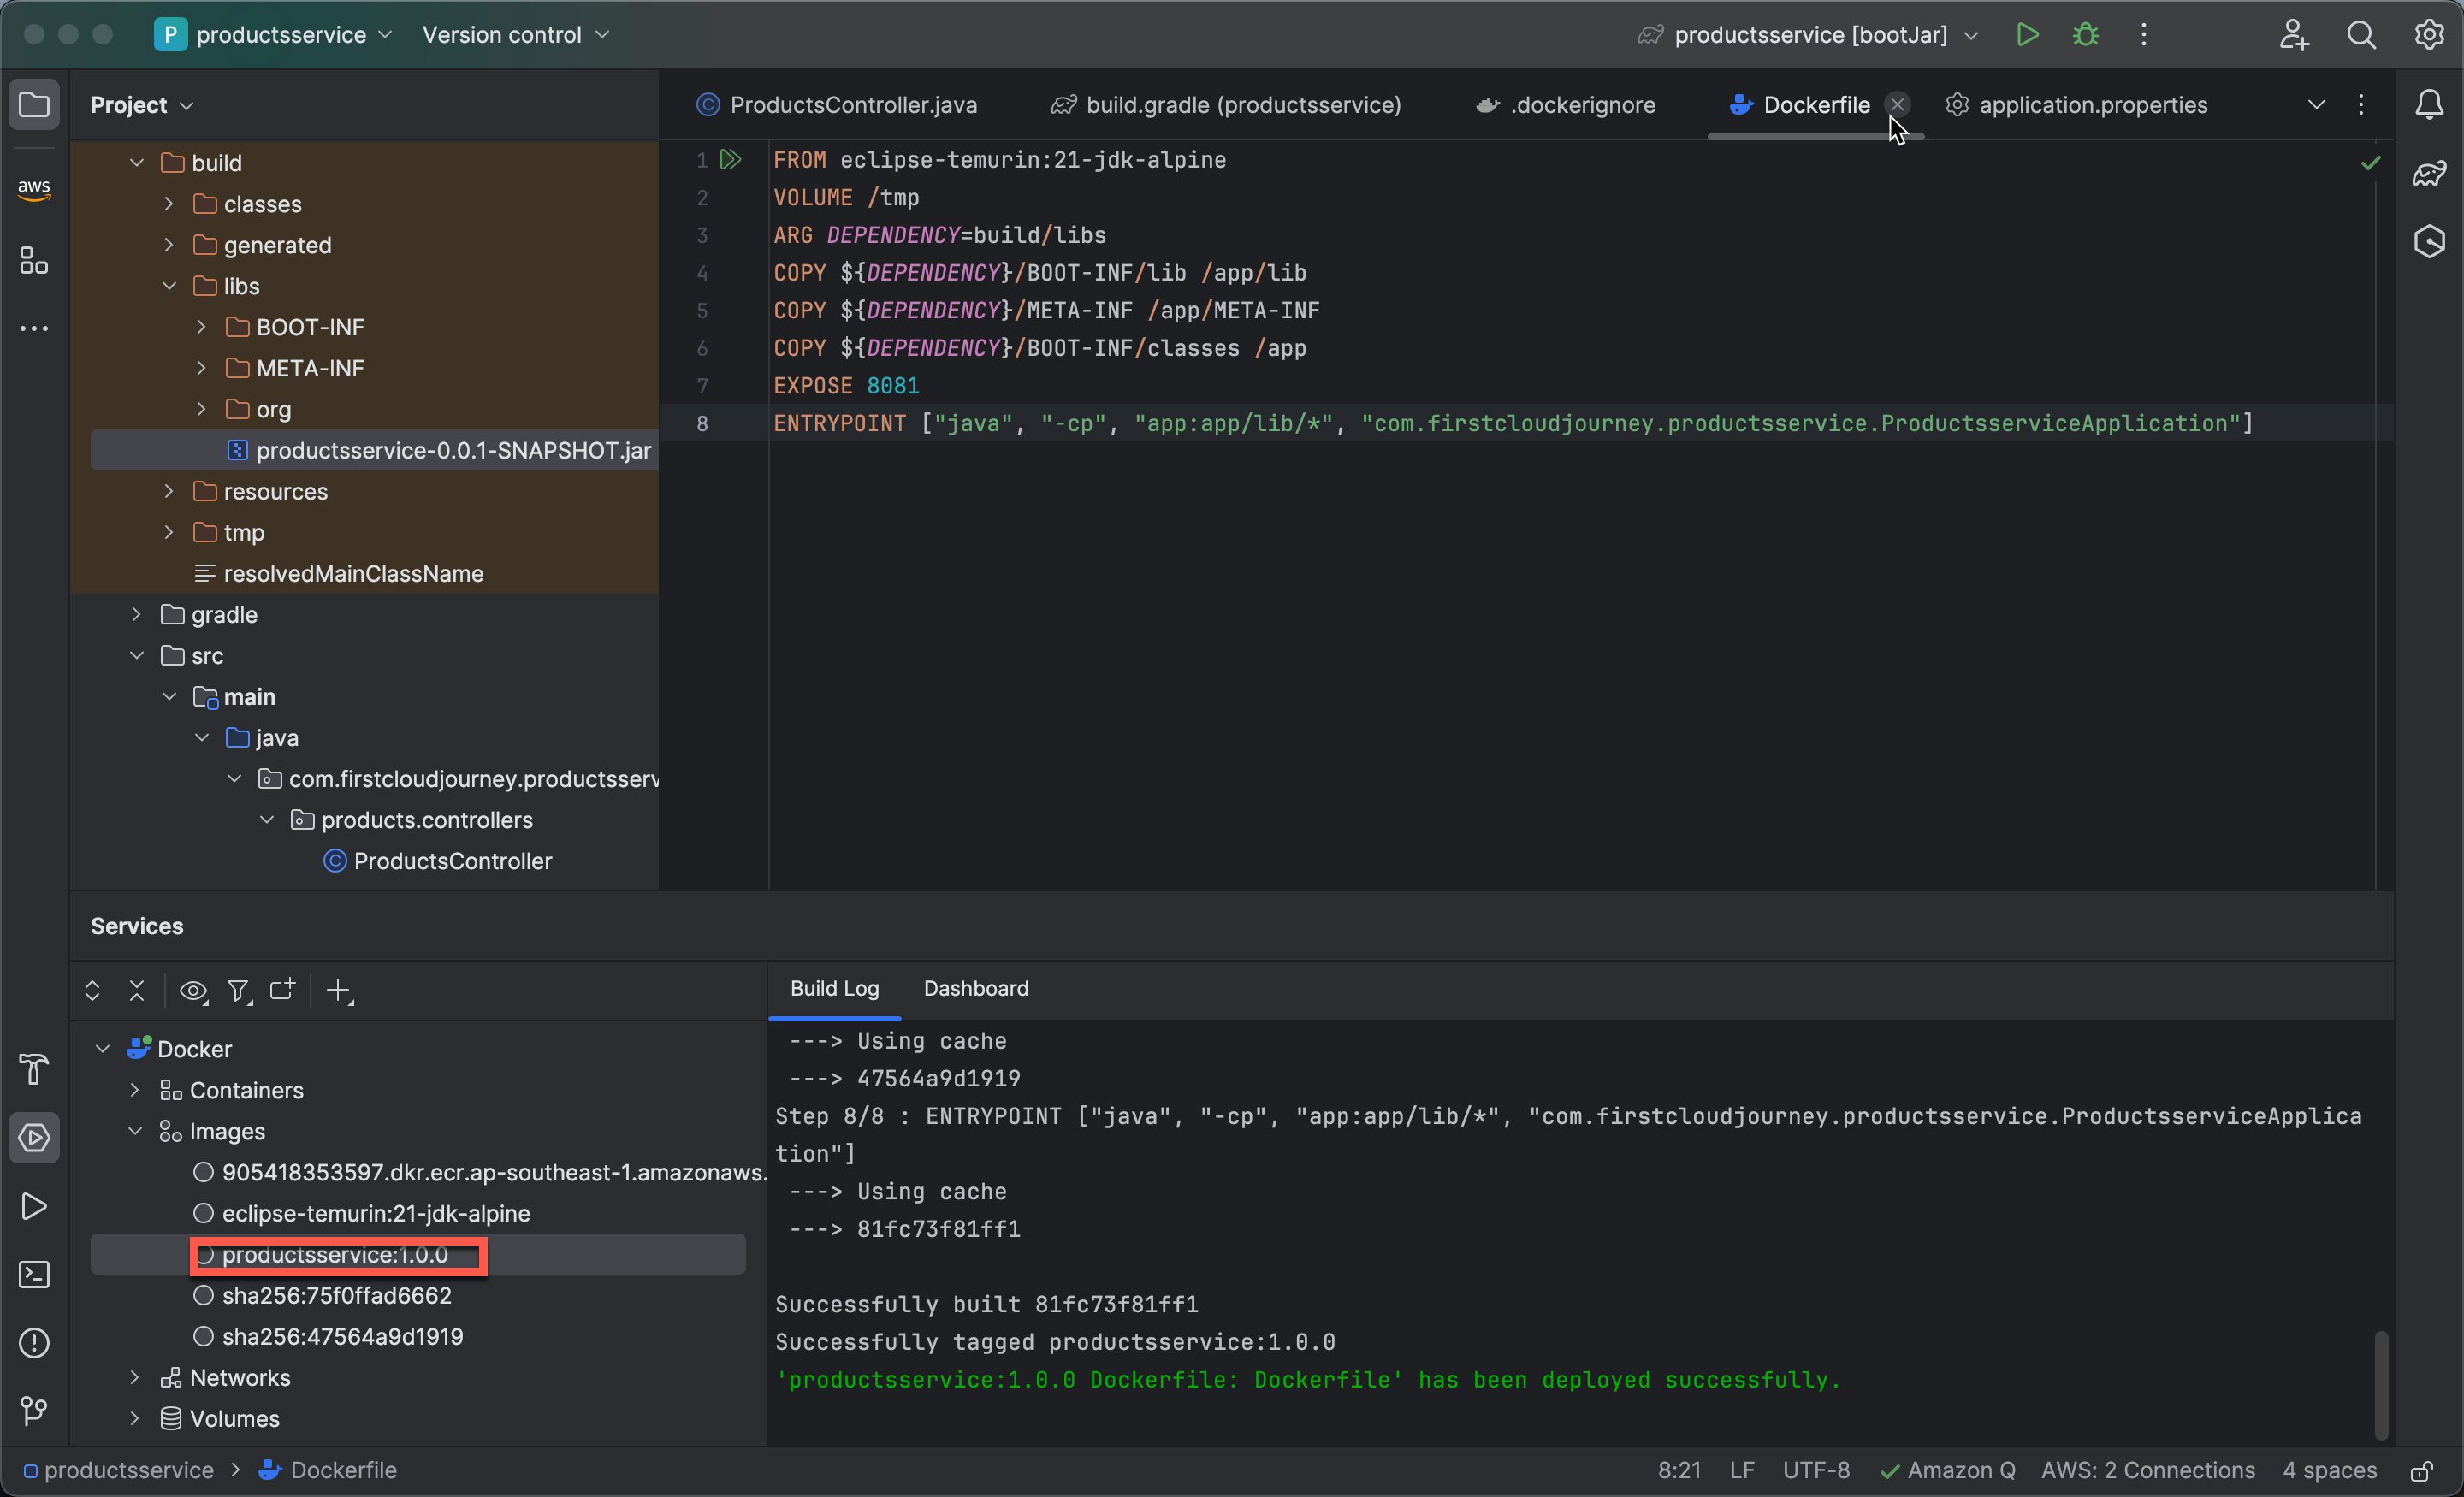 P productsservice Version control productsservice [bootJar]
Project
ProductsController.java build.gradle (productsservice) .dockerignore Dockerfile application.properties
aws
build
classes
generated
libs
BOOT-INF
META-INF
org
productsservice-0.0.1-SNAPSHOT.jar
resources
tmp
resolvedMainClassName
gradle
src
main
java
com.firstcloudjourney.productsserv
products.controllers
ProductsController
1 FROM eclipse-temurin:21-jdk-alpine
2 VOLUME /tmp
3 ARG DEPENDENCY=build/libs
4 COPY ${DEPENDENCY}/BOOT-INF/lib /app/lib
5 COPY ${DEPENDENCY}/META-INF /app/META-INF
6 COPY ${DEPENDENCY}/BOOT-INF/classes /app
7 EXPOSE 8081
8 ENTRYPOINT ["java", "-cp", "app:app/lib/*", "com.firstcloudjourney.productsservice.ProductsserviceApplication"]
Services
Docker
Containers
Images
905418353597.dkr.ecr.ap-southeast-1.amazonaws.
eclipse-temurin:21-jdk-alpine
productsservice:1.0.0
sha256:75f0ffad6662
sha256:47564a9d1919
Networks
Volumes
Build Log Dashboard
---> Using cache
---> 47564a9d1919
Step 8/8 : ENTRYPOINT ["java", "-cp", "app:app/lib/*", "com.firstcloudjourney.productsservice.ProductsserviceApplica
tion"]
---> Using cache
---> 81fc73f81ff1
Successfully built 81fc73f81ff1
Successfully tagged productsservice:1.0.0
'productsservice:1.0.0 Dockerfile: Dockerfile' has been deployed successfully.
productsservice > Dockerfile 8:21 LF UTF-8 Amazon Q AWS: 2 Connections 4 spaces